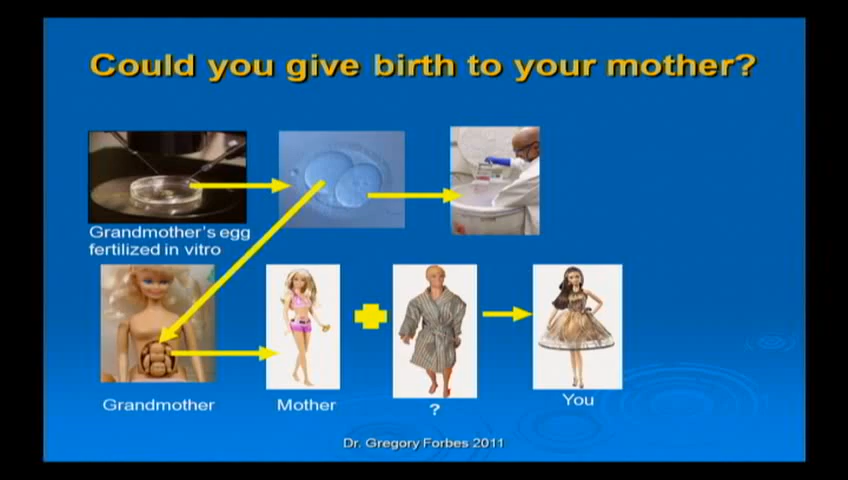 Could you give birth to your mother?
Grandmother's egg
fertilized in vitro
Grandmother
Mother
?
You
Dr. Gregory Forbes 2011